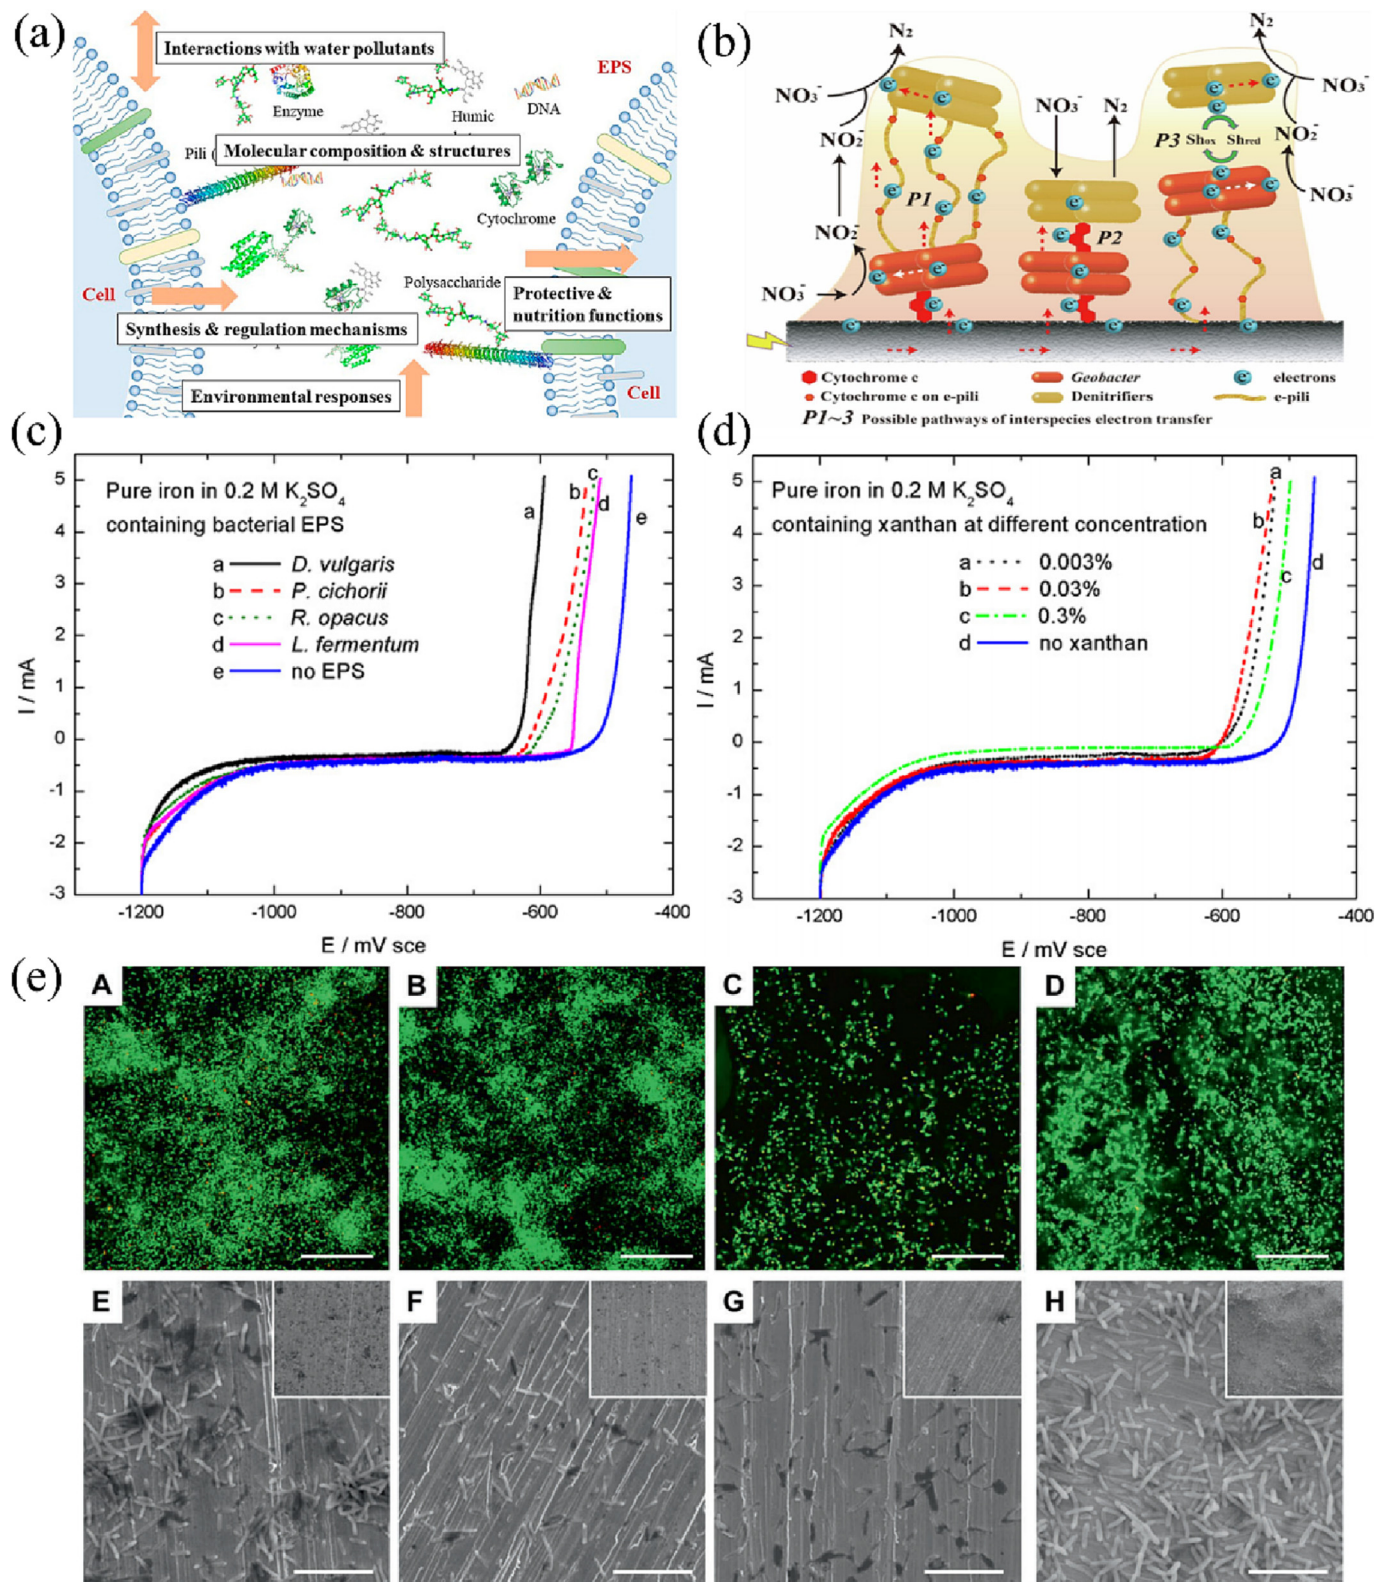 (a)
Interactions with water pollutants
EPS
Enzyme
Humic
DNA
Pili (
Molecular composition & structures
Cytochrome
Cell
Polysaccharide
Protective &
nutrition functions
Synthesis & regulation mechanisms
Environmental responses
Cell
(b)
N₂
N₂
NO₃⁻
NO₃⁻
N₂
NO₃⁻
NO₂⁻
P3
Shox
Shred
NO₂⁻
P1
NO₃⁻
NO₂⁻
P2
NO₃⁻
e⁻
Cytochrome c
Geobacter
e⁻
electrons
Cytochrome c on e-pili
Denitrifiers
e-pili
P1~3 Possible pathways of interspecies electron transfer
(c)
Pure iron in 0.2 M K₂SO₄
containing bacterial EPS
a D. vulgaris
b P. cichorii
c R. opacus
d L. fermentum
e no EPS
a
b
c
d
e
5
4
3
2
1
0
-1
-2
-3
I / mA
-1200 -1000 -800 -600 -400
E / mV sce
(d)
Pure iron in 0.2 M K₂SO₄
containing xanthan at different concentration
a 0.003%
b 0.03%
c 0.3%
d no xanthan
a
b
c
d
5
4
3
2
1
0
-1
-2
-3
I / mA
-1200 -1000 -800 -600 -400
E / mV sce
(e)
A
B
C
D
E
F
G
H